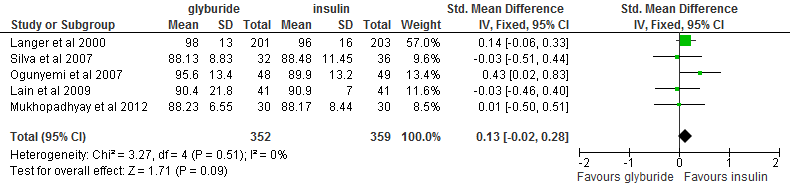 glyburide insulin Std. Mean Difference Std. Mean Difference
Study or Subgroup Mean SD Total Mean SD Total Weight IV, Fixed, 95% CI IV, Fixed, 95% CI
Langer et al 2000 98 13 201 96 16 203 57.0% 0.14 [-0.06, 0.33]
Silva et al 2007 88.13 8.83 32 88.48 11.45 36 9.6% -0.03 [-0.51, 0.44]
Ogunyemi et al 2007 95.6 13.4 48 89.9 13.2 49 13.4% 0.43 [0.02, 0.83]
Lain et al 2009 90.4 21.8 41 90.9 7 41 11.6% -0.03 [-0.46, 0.40]
Mukhopadhyay et al 2012 88.23 6.55 30 88.17 8.44 30 8.5% 0.01 [-0.50, 0.51]
Total (95% CI) 352 359 100.0% 0.13 [-0.02, 0.28]
Heterogeneity: Chi² = 3.27, df = 4 (P = 0.51); I² = 0%
Test for overall effect: Z = 1.71 (P = 0.09)
-2 -1 0 1 2
Favours glyburide Favours insulin